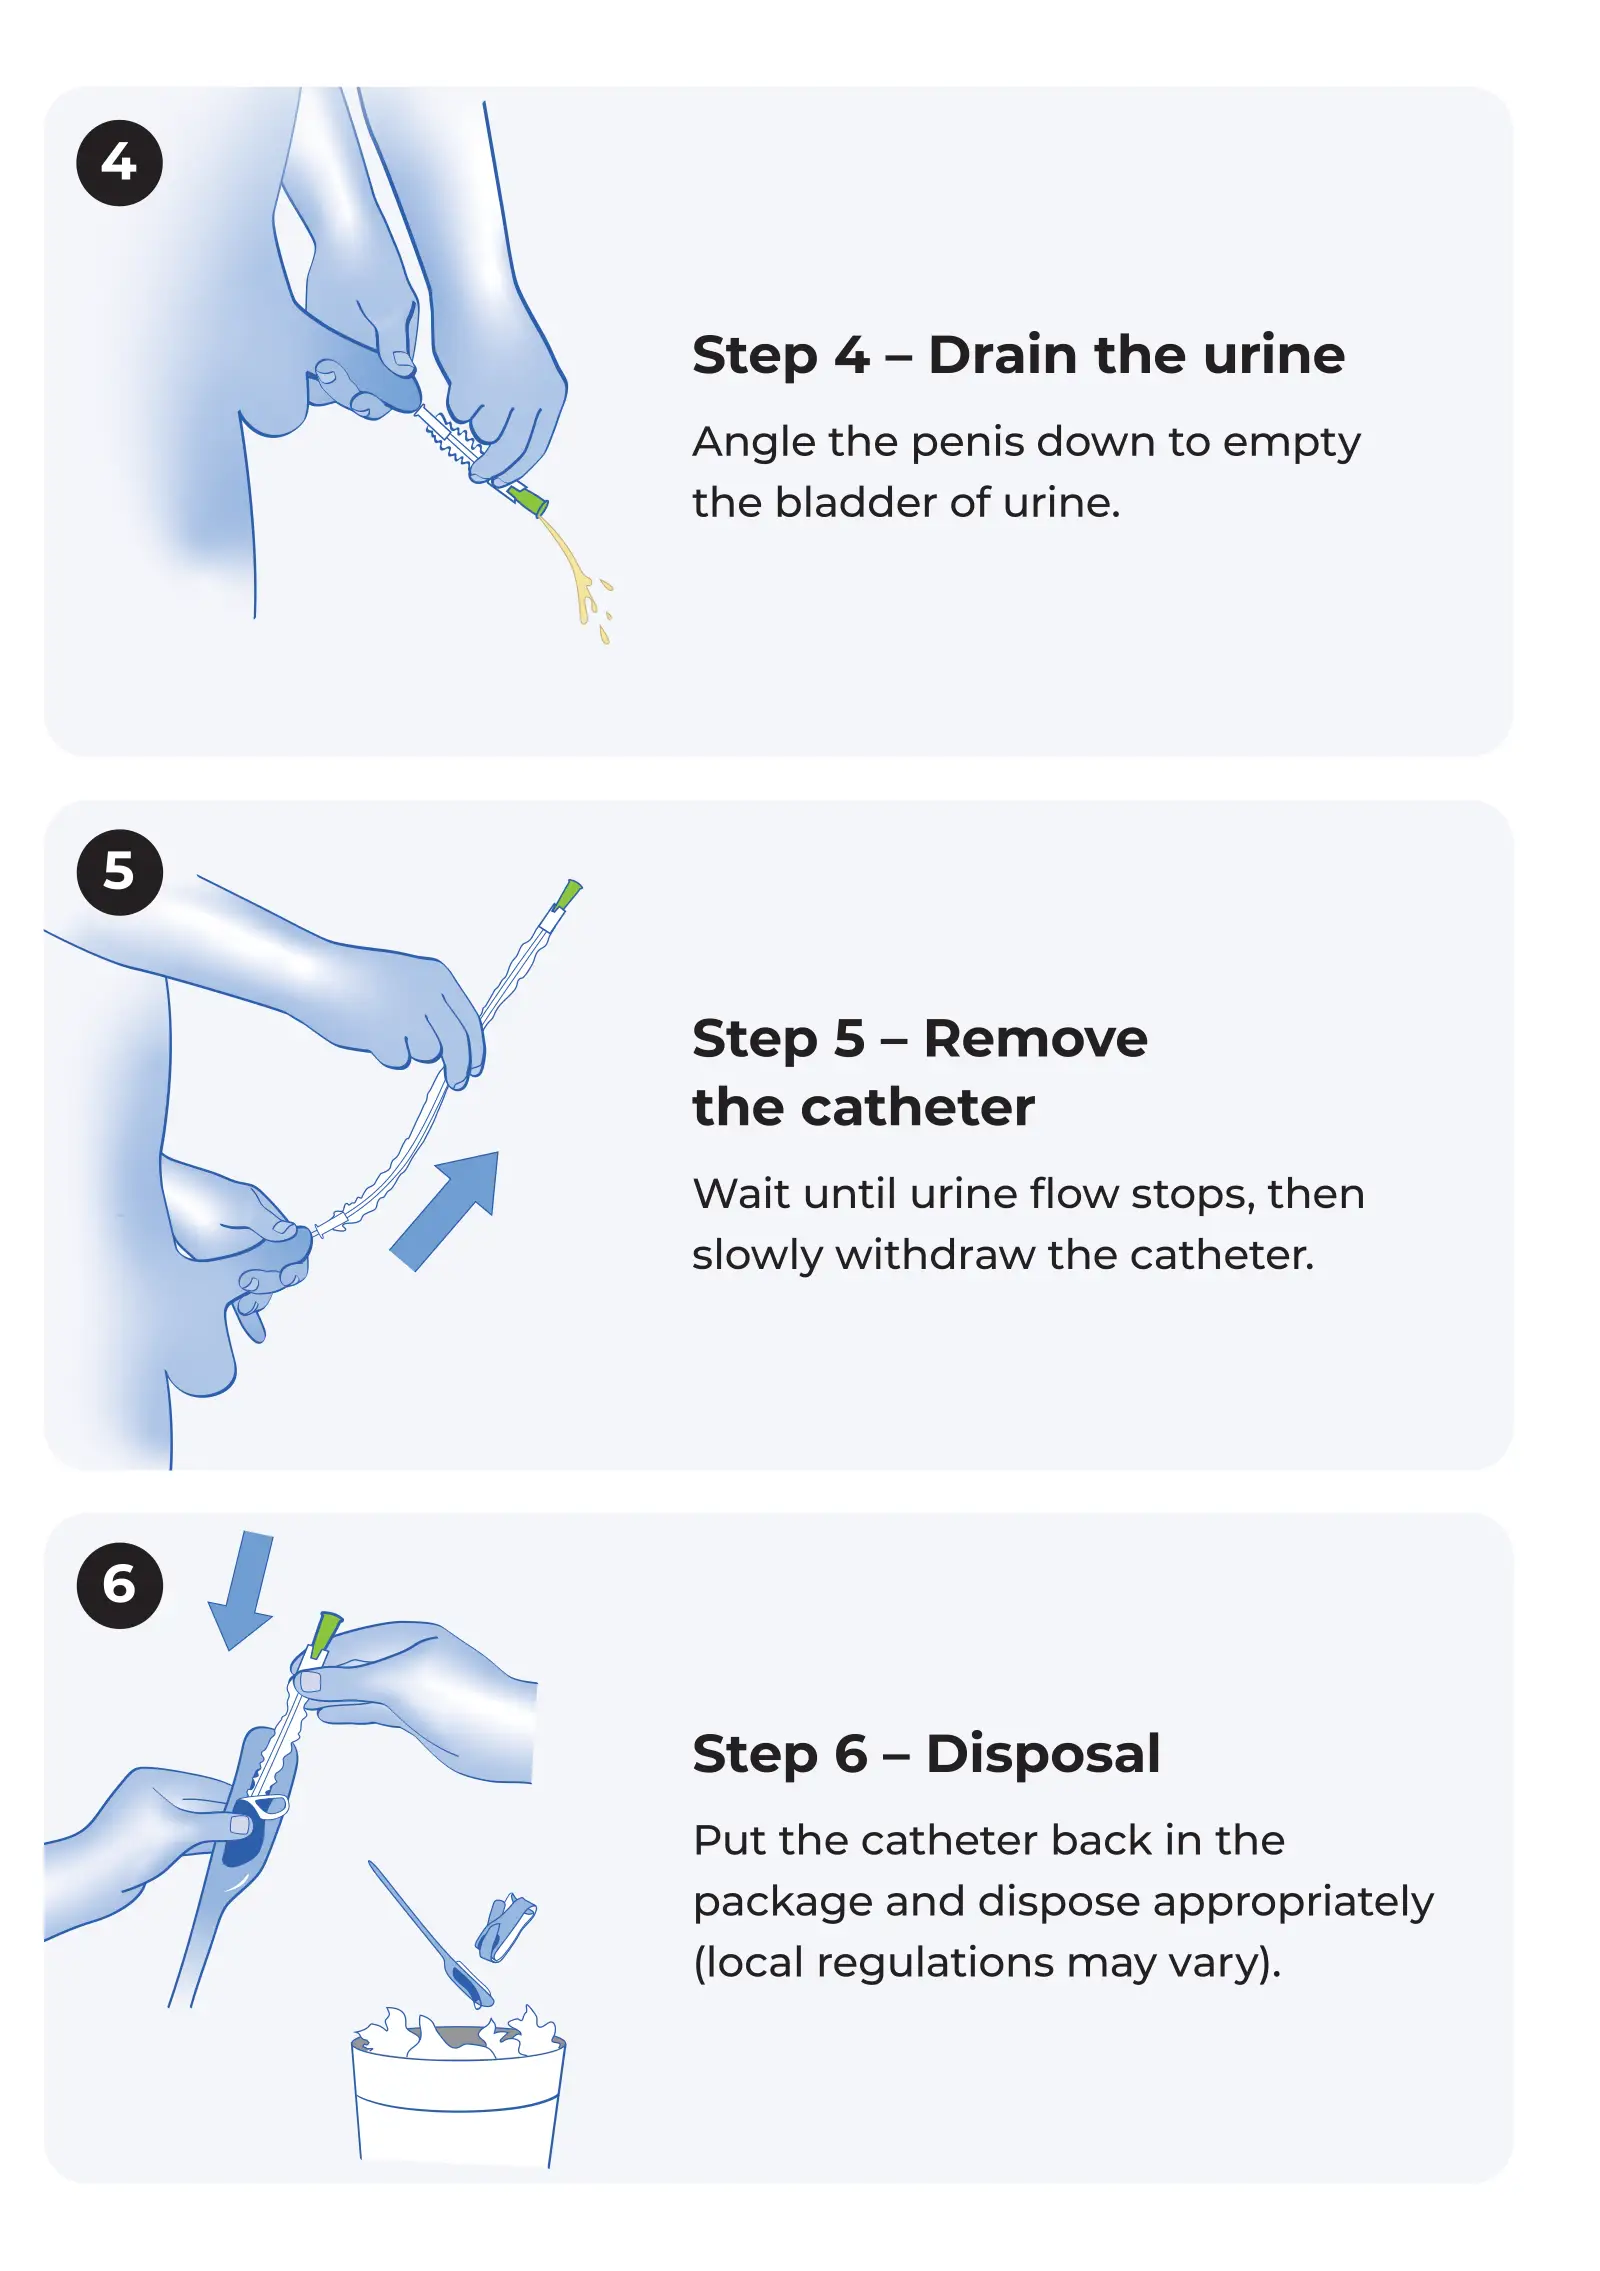 4
Step 4 – Drain the urine
Angle the penis down to empty
the bladder of urine.
5
Step 5 – Remove
the catheter
Wait until urine flow stops, then
slowly withdraw the catheter.
6
Step 6 – Disposal
Put the catheter back in the
package and dispose appropriately
(local regulations may vary).